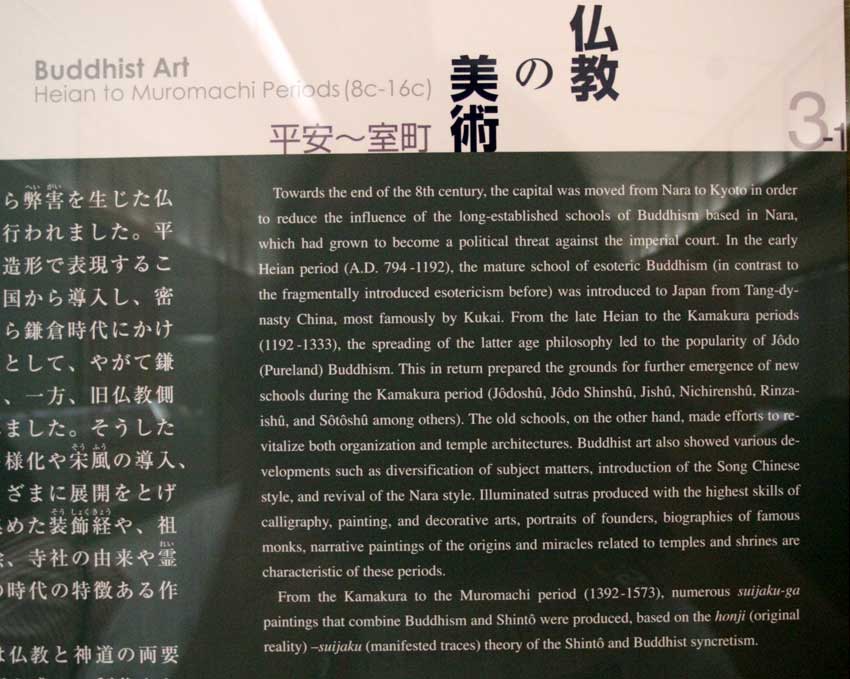 Buddhist Art
Heian to Muromachi Periods (8c-16c)
仏教
の
美術
平安～室町
3-1
ら弊害を生じた仏
へい がい
行われました。平
造形で表現するこ
国から導入し、密
ら鎌倉時代にかけ
として、やがて鎌
、一方、旧仏教側
ました。そうした
様化や宋風の導入、
そう ふう
ざまに展開をとげ
めた装飾経や、祖
そう しょくきょう
、寺社の由来や霊
れい
の時代の特徴ある作
は仏教と神道の両要
Towards the end of the 8th century, the capital was moved from Nara to Kyoto in order
to reduce the influence of the long-established schools of Buddhism based in Nara,
which had grown to become a political threat against the imperial court. In the early
Heian period (A.D. 794 -1192), the mature school of esoteric Buddhism (in contrast to
the fragmentally introduced esotericism before) was introduced to Japan from Tang-dy-
nasty China, most famously by Kukai. From the late Heian to the Kamakura periods
(1192 -1333), the spreading of the latter age philosophy led to the popularity of Jôdo
(Pureland) Buddhism. This in return prepared the grounds for further emergence of new
schools during the Kamakura period (Jôdoshû, Jôdo Shinshû, Jishû, Nichirenshû, Rinza-
ishû, and Sôtôshû among others). The old schools, on the other hand, made efforts to re-
vitalize both organization and temple architectures. Buddhist art also showed various de-
velopments such as diversification of subject matters, introduction of the Song Chinese
style, and revival of the Nara style. Illuminated sutras produced with the highest skills of
calligraphy, painting, and decorative arts, portraits of founders, biographies of famous
monks, narrative paintings of the origins and miracles related to temples and shrines are
characteristic of these periods.
From the Kamakura to the Muromachi period (1392-1573), numerous suijaku-ga
paintings that combine Buddhism and Shintô were produced, based on the honji (original
reality) –suijaku (manifested traces) theory of the Shintô and Buddhist syncretism.